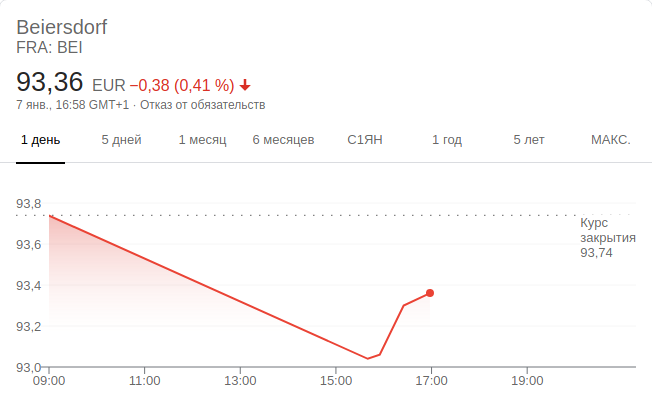 Beiersdorf
FRA: BEI
93,36 EUR −0,38 (0,41 %)
7 янв., 16:58 GMT+1 · Отказ от обязательств
1 день 5 дней 1 месяц 6 месяцев С1ЯН 1 год 5 лет МАКС.
93,8
Курс
закрытия
93,74
93,6
93,4
93,2
93,0
09:00 11:00 13:00 15:00 17:00 19:00